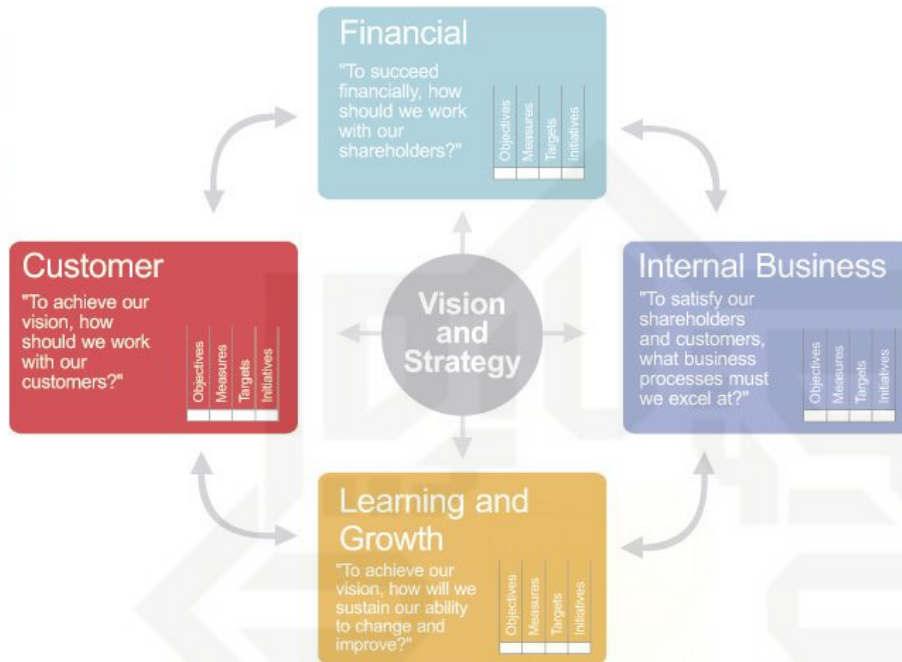 Financial
"To succeed
financially, how
should we work
with our
shareholders?"
Objectives
Measures
Targets
Initiatives
Customer
"To achieve our
vision, how
should we work
with our
customers?"
Objectives
Measures
Targets
Initiatives
Vision
and
Strategy
Internal Business
"To satisfy our
shareholders
and customers,
what business
processes must
we excel at?"
Objectives
Measures
Targets
Initiatives
Learning and
Growth
"To achieve our
vision, how will we
sustain our ability
to change and
improve?"
Objectives
Measures
Targets
Initiatives